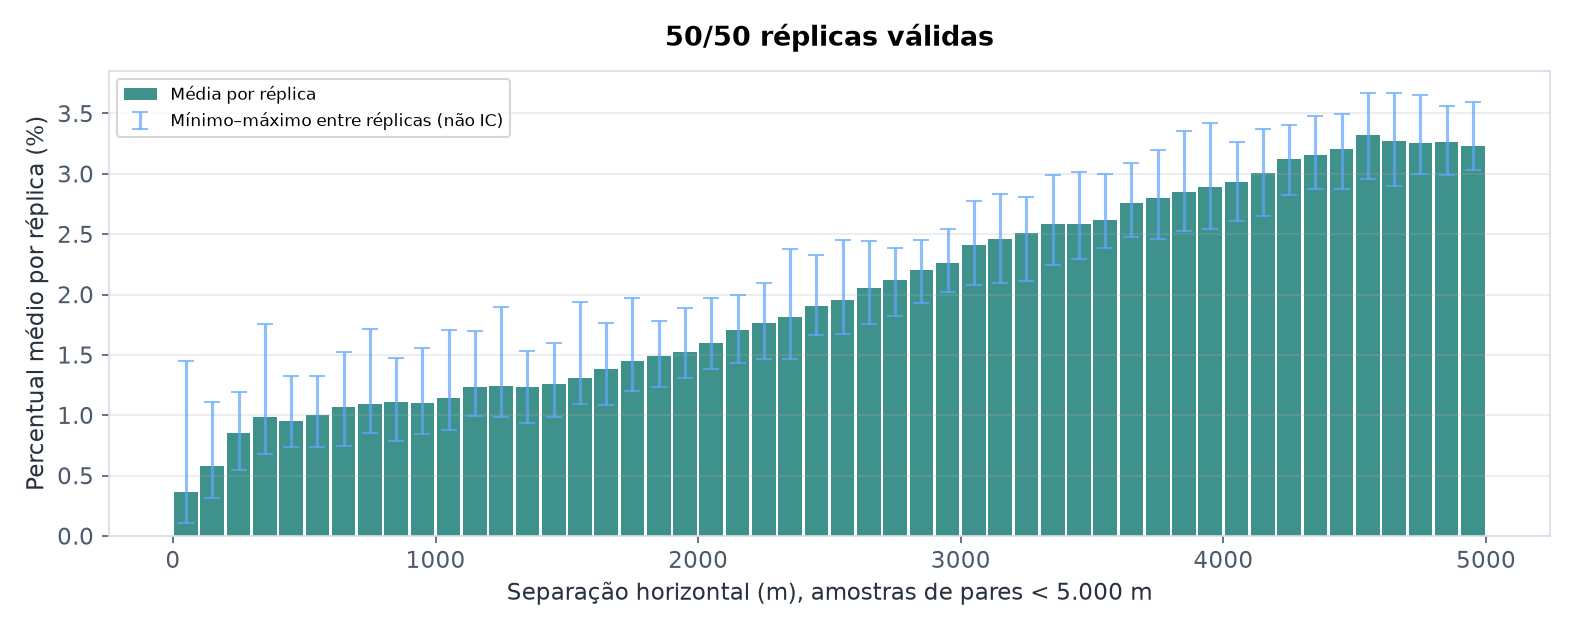 50/50 réplicas válidas
Média por réplica
Mínimo–máximo entre réplicas (não IC)
Percentual médio por réplica (%)
3.5
3.0
2.5
2.0
1.5
1.0
0.5
0.0
0 1000 2000 3000 4000 5000
Separação horizontal (m), amostras de pares < 5.000 m